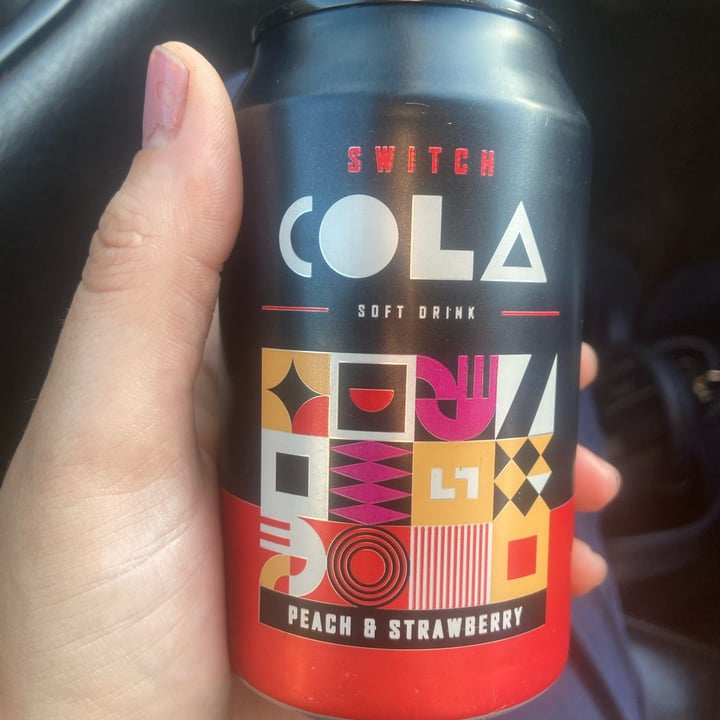 SWITCH
COLA
SOFT DRINK
PEACH & STRAWBERRY